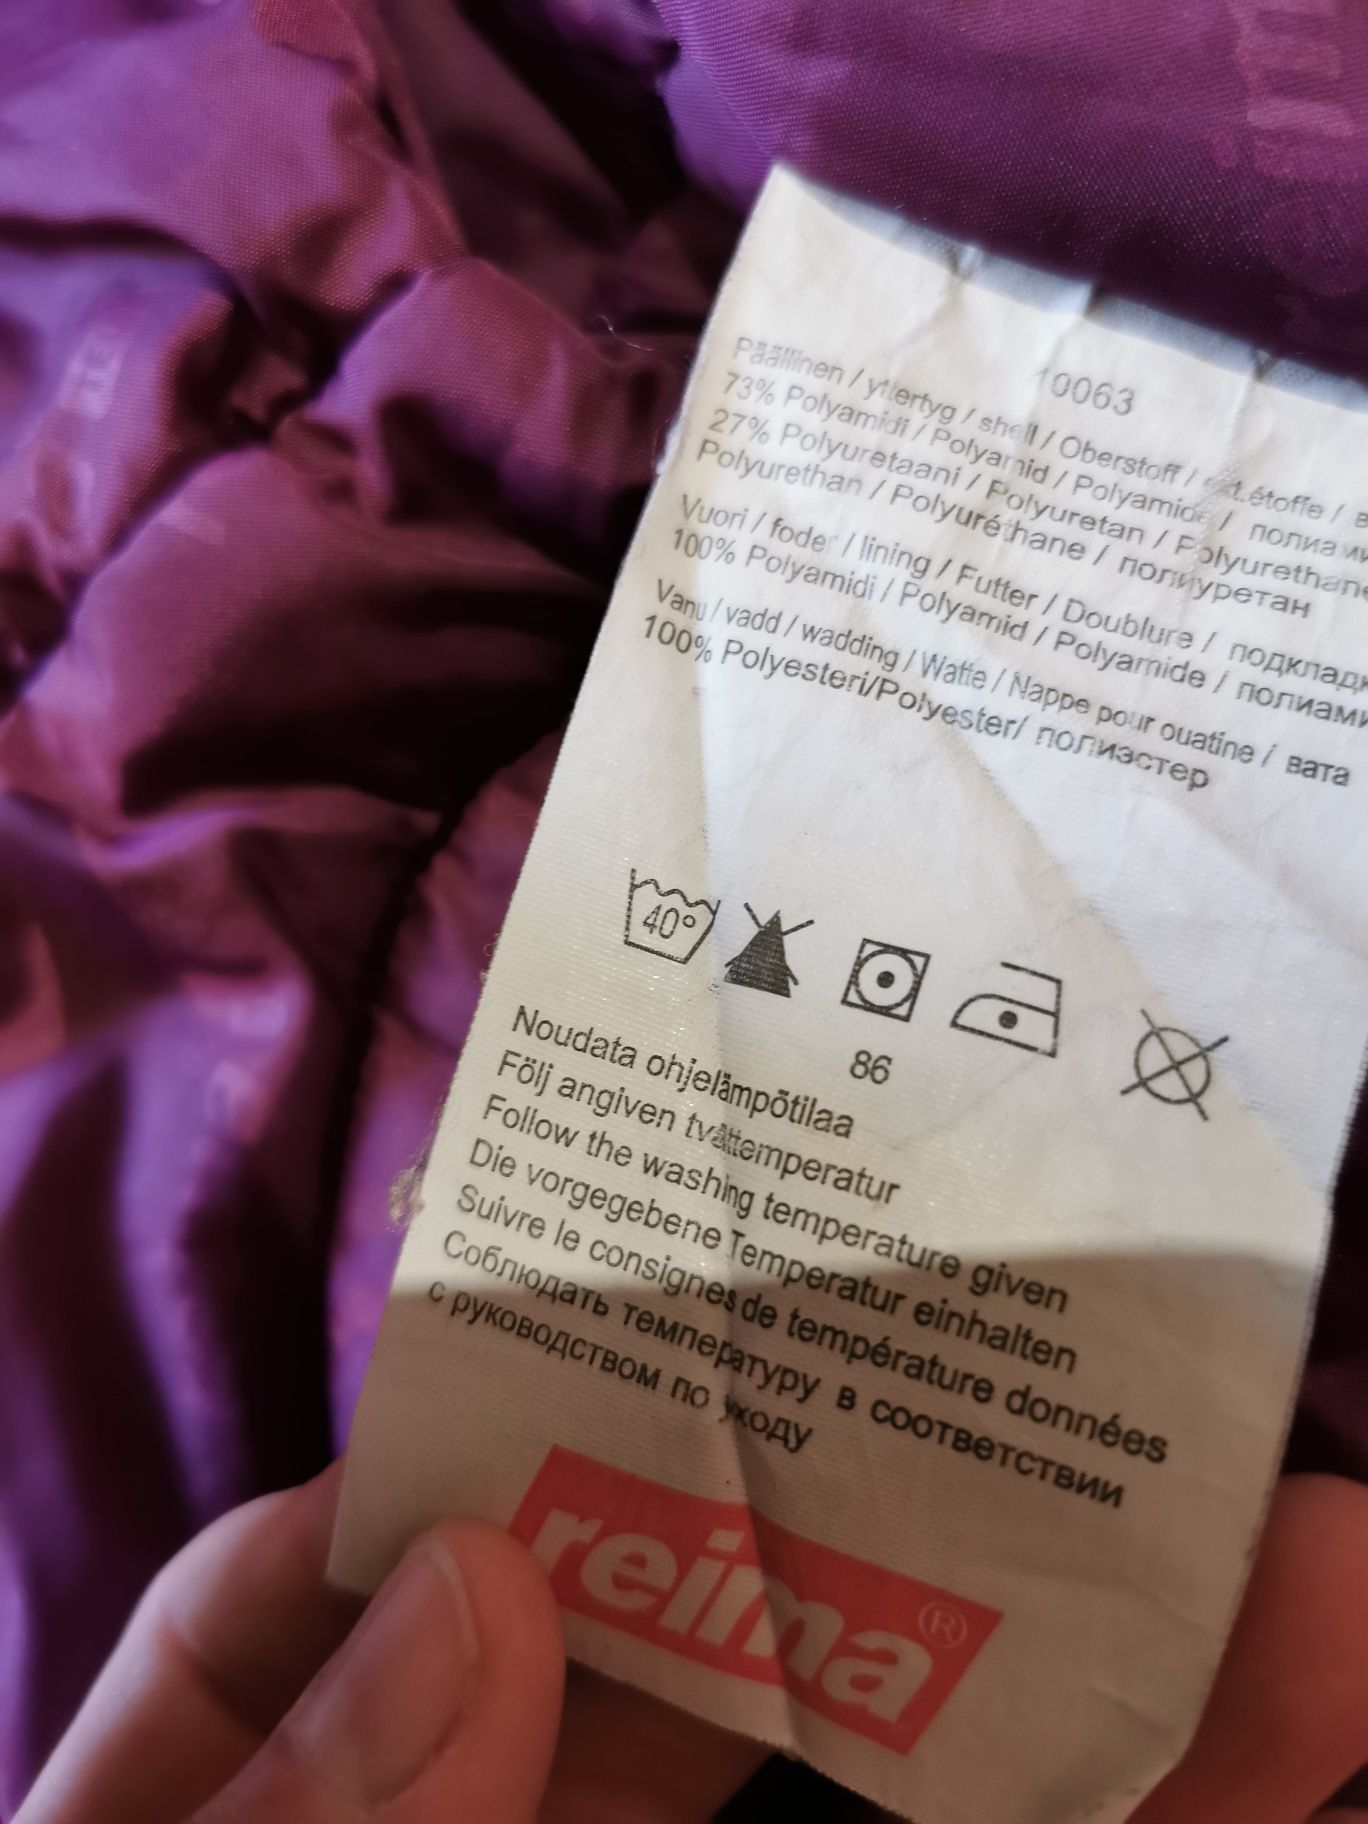 10063
Päällinen / yttertyg / shell / Oberstoff / ext.étoffe /
73% Polyamidi / Polyamid / Polyamide /
27% Polyuretaani / Polyuretan / Polyurethane
Polyurethan / Polyuréthane / полиуретан
Vuori / foder / lining / Futter / Doublure /
100% Polyamidi / Polyamid / Polyamide /
Vanu / vadd / wadding / Watte / Nappe pour ouatine / вата
100% Polyesteri/Polyester/ полиэстер
40°
86
Noudata ohjelämpötilaa
Följ angiven tvättemperatur
Follow the washing temperature given
Die vorgegebene Temperatur einhalten
Suivre le consignes de température données
Соблюдать температуру в соответствии
с руководством по уходу
reima®